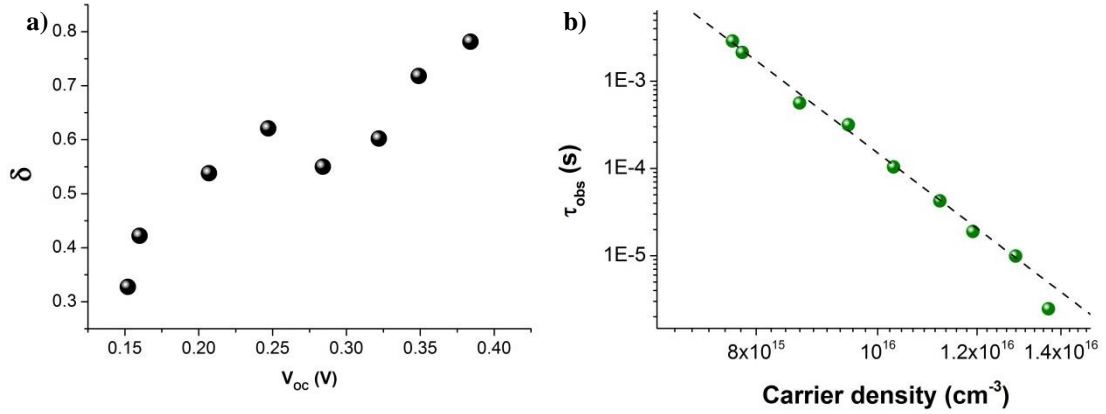 a)
0.8
0.7
0.6
0.5
0.4
0.3
δ
0.15 0.20 0.25 0.30 0.35 0.40
V_oc (V)
b)
1E-3
1E-4
1E-5
τ_obs (s)
8x10^15 10^16 1.2x10^16 1.4x10^16
Carrier density (cm^-3)